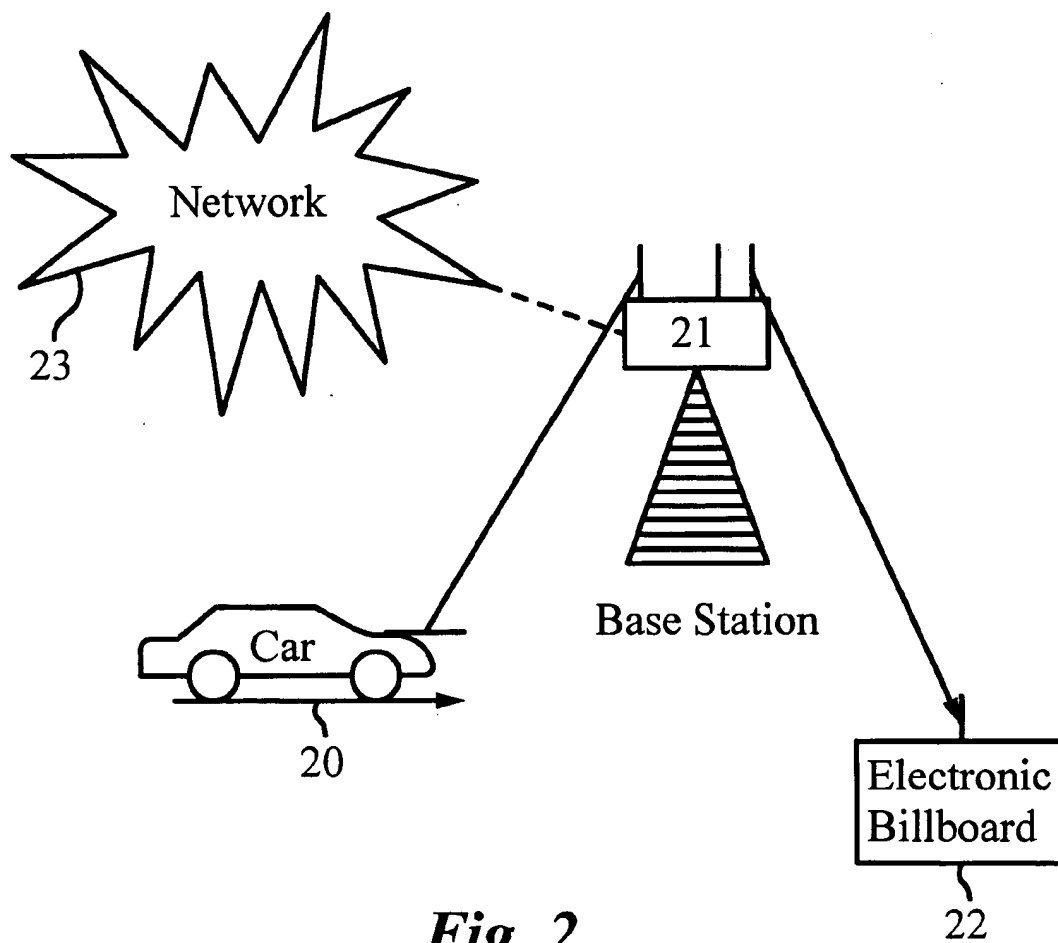 Network
23
21
Base Station
Car
20
Electronic
Billboard
22
Fig. 2